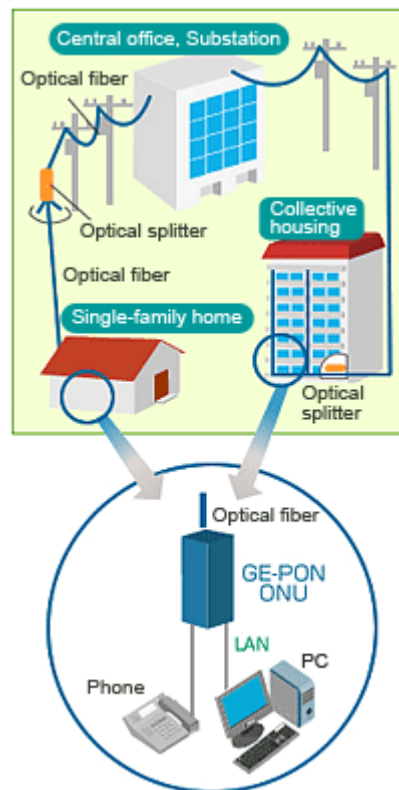 Central office, Substation
Optical fiber
Optical splitter
Collective
housing
Optical fiber
Single-family home
Optical
splitter
Optical fiber
GE-PON
ONU
LAN
PC
Phone